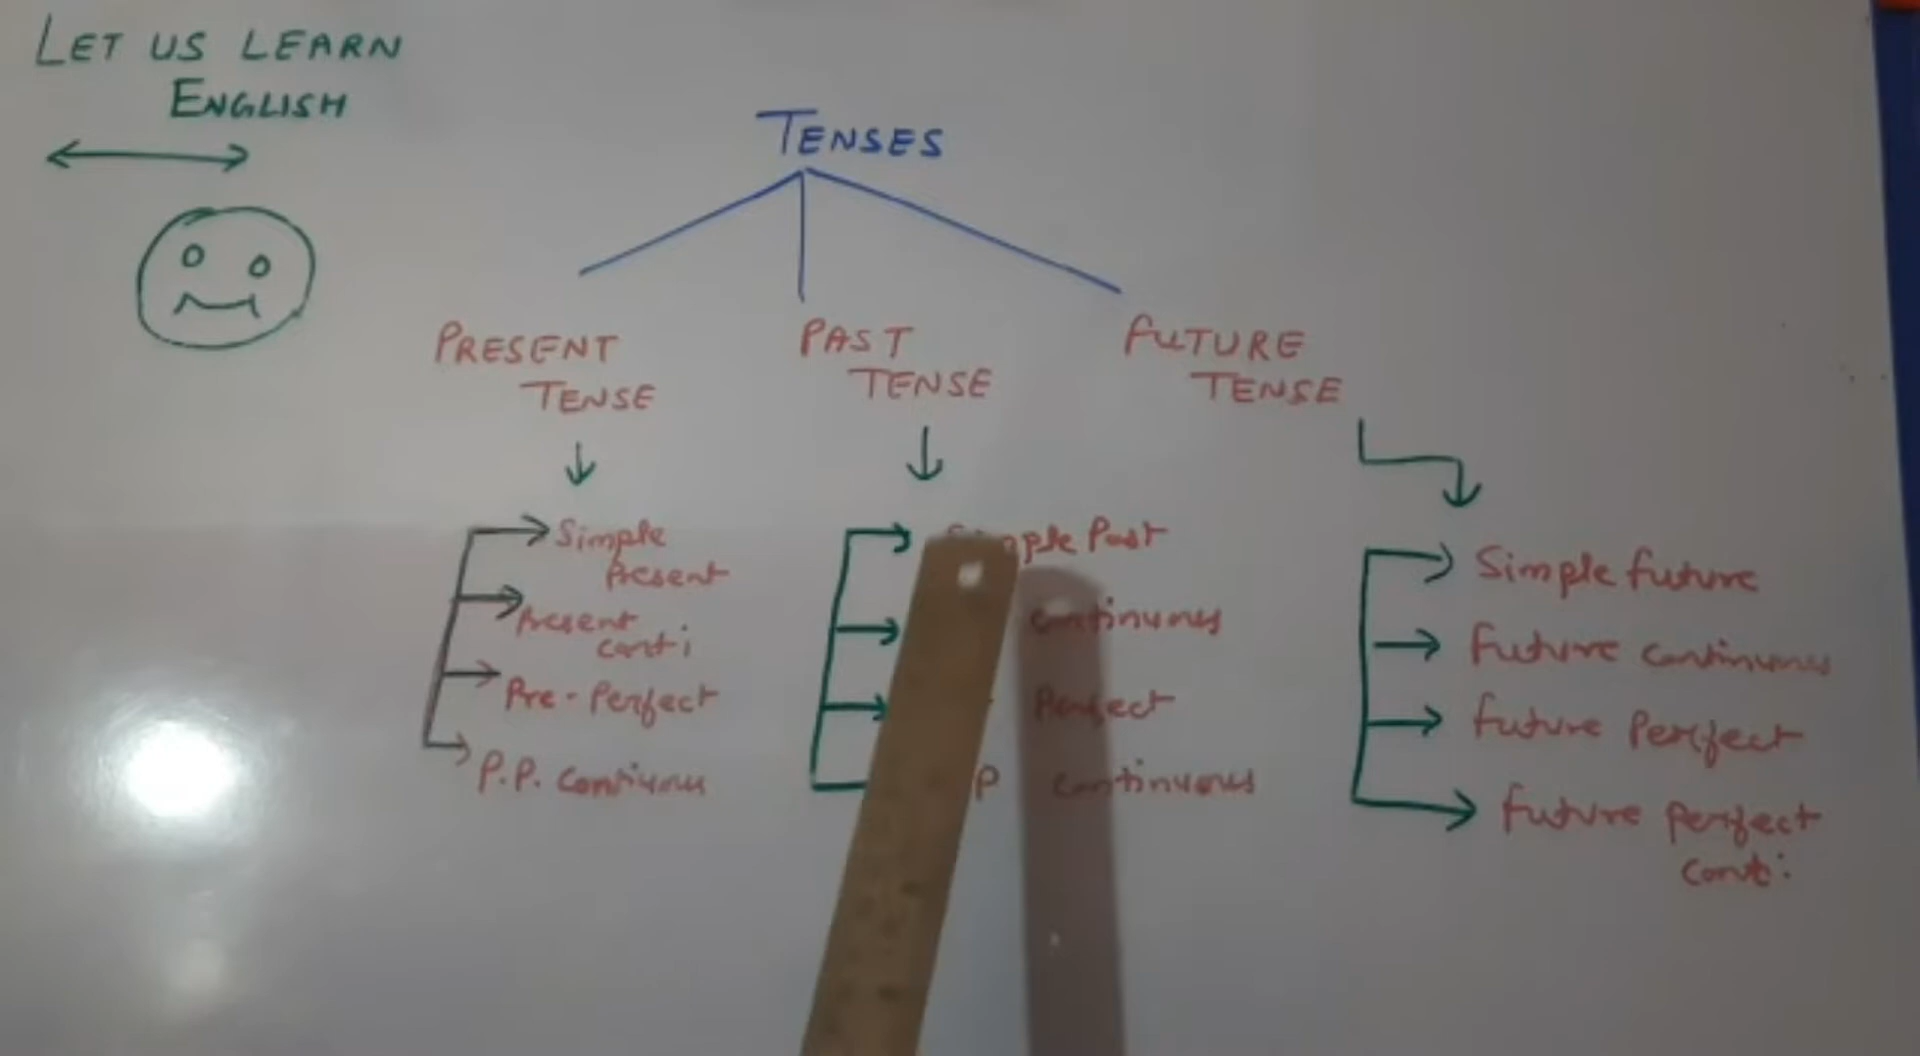 LET US LEARN
ENGLISH
TENSES
PRESENT
TENSE
PAST
TENSE
FUTURE
TENSE
Simple
Present
Present
conti
Pre-Perfect
P.P. Continuous
Past
continuous
Perfect
P continuous
Simple future
Future continuous
future Perfect
future perfect
conti